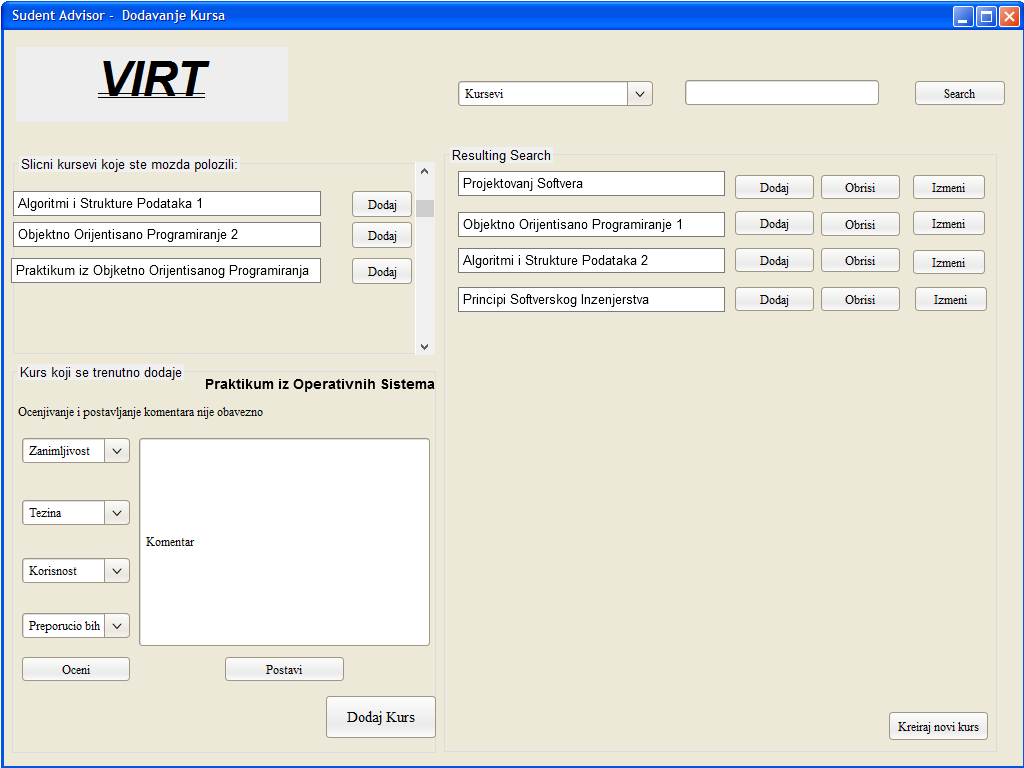 Sudent Advisor - Dodavanje Kursa
VIRT
Kursevi
Search
Slicni kursevi koje ste mozda polozili:
Algoritmi i Strukture Podataka 1
Dodaj
Objektno Orijentisano Programiranje 2
Dodaj
Praktikum iz Objketno Orijentisanog Programiranja
Dodaj
Resulting Search
Projektovanj Softvera
Dodaj
Obrisi
Izmeni
Objektno Orijentisano Programiranje 1
Dodaj
Obrisi
Izmeni
Algoritmi i Strukture Podataka 2
Dodaj
Obrisi
Izmeni
Principi Softverskog Inzenjerstva
Dodaj
Obrisi
Izmeni
Kurs koji se trenutno dodaje
Praktikum iz Operativnih Sistema
Ocenjivanje i postavljanje komentara nije obavezno
Zanimljivost
Tezina
Korisnost
Preporucio bih
Komentar
Oceni
Postavi
Dodaj Kurs
Kreiraj novi kurs